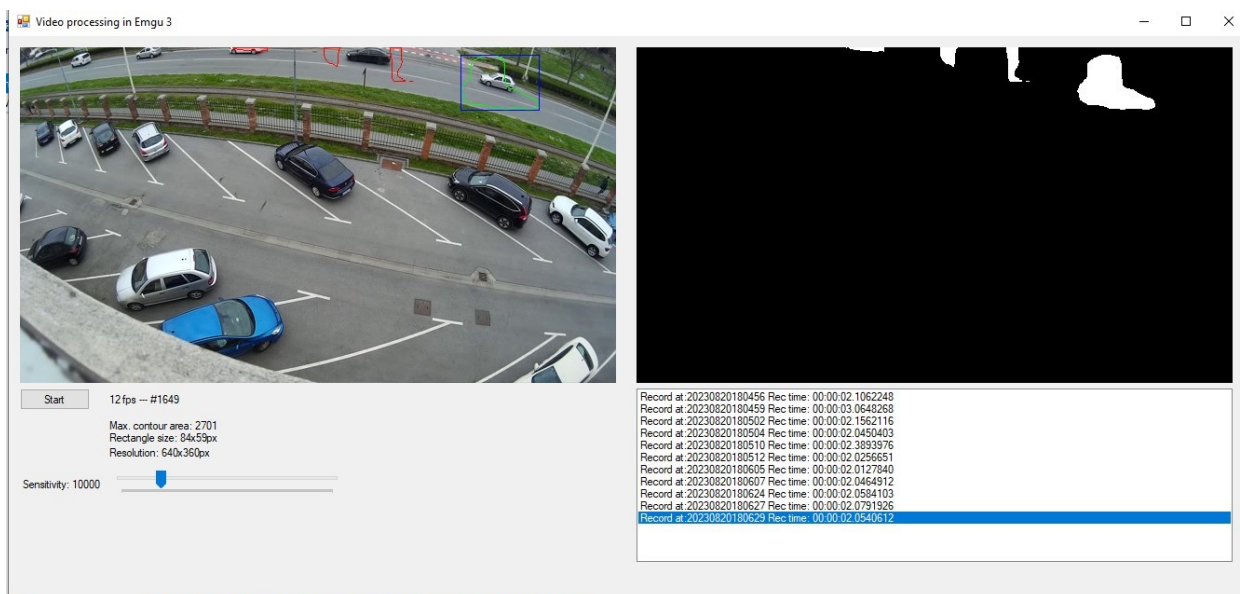 Video processing in Emgu 3
Start
12 fps --- #1649
Max. contour area: 2701
Rectangle size: 84x59px
Resolution: 640x360px
Sensitivity: 10000
Record at:20230820180456 Rec time: 00:00:02.1062248
Record at:20230820180459 Rec time: 00:00:03.0648268
Record at:20230820180502 Rec time: 00:00:02.1562116
Record at:20230820180504 Rec time: 00:00:02.0450403
Record at:20230820180510 Rec time: 00:00:02.3893976
Record at:20230820180512 Rec time: 00:00:02.0256651
Record at:20230820180605 Rec time: 00:00:02.0127840
Record at:20230820180607 Rec time: 00:00:02.0464912
Record at:20230820180624 Rec time: 00:00:02.0584103
Record at:20230820180627 Rec time: 00:00:02.0791926
Record at:20230820180629 Rec time: 00:00:02.0540612